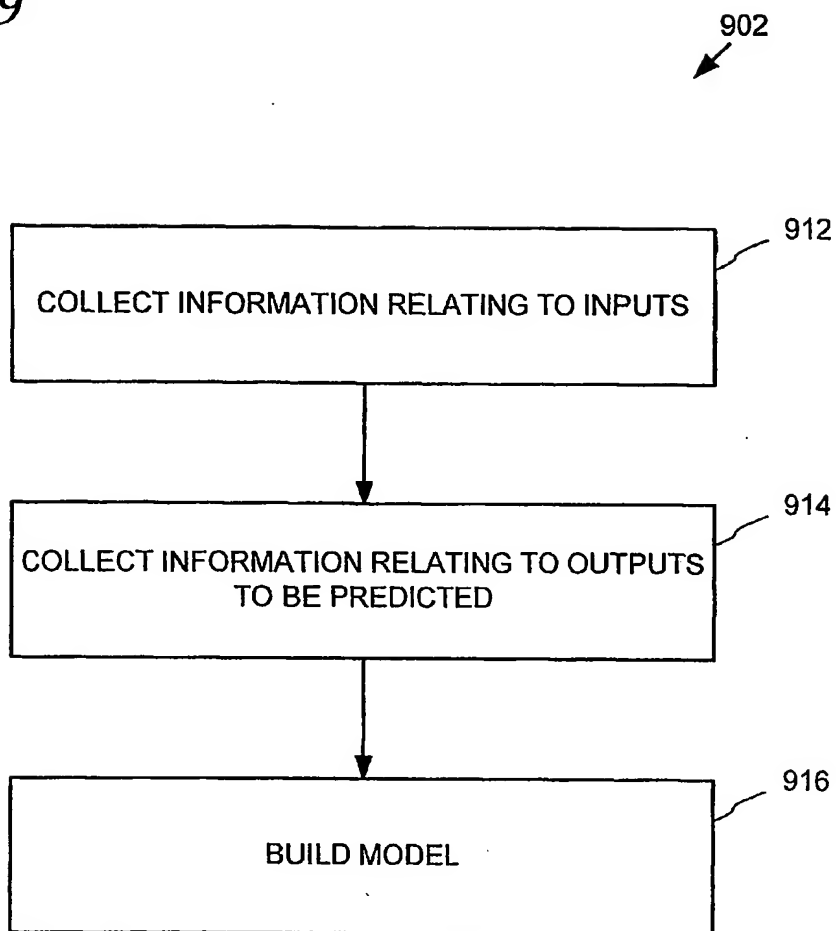 9
902
912
COLLECT INFORMATION RELATING TO INPUTS
914
COLLECT INFORMATION RELATING TO OUTPUTS
TO BE PREDICTED
916
BUILD MODEL